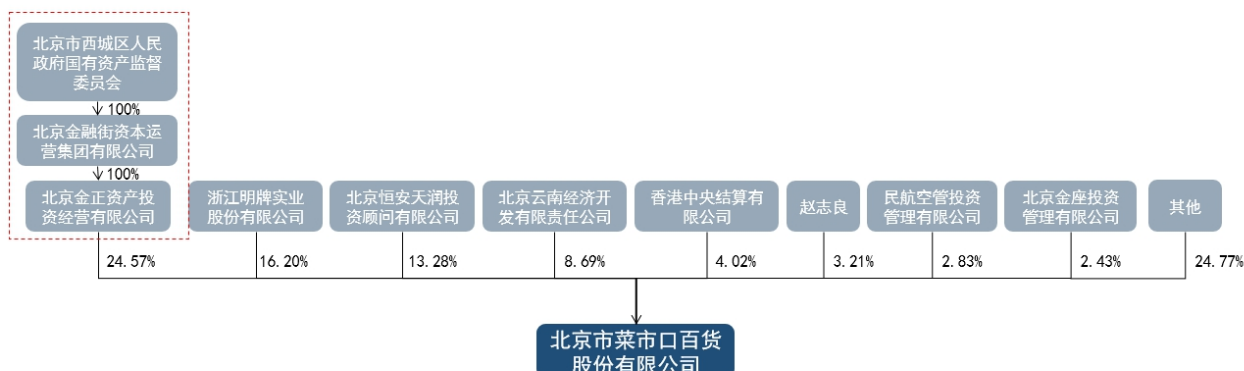 北京市西城区人民
政府国有资产监督
委员会
100%
北京金融街资本运
营集团有限公司
100%
北京金正资产投
资经营有限公司
浙江明牌实业
股份有限公司
北京恒安天润投
资顾问有限公司
北京云南经济开
发有限责任公司
香港中央结算有
限公司
赵志良
民航空管投资
管理有限公司
北京金座投资
管理有限公司
其他
24.57%
16.20%
13.28%
8.69%
4.02%
3.21%
2.83%
2.43%
24.77%
北京市菜市口百货
股份有限公司